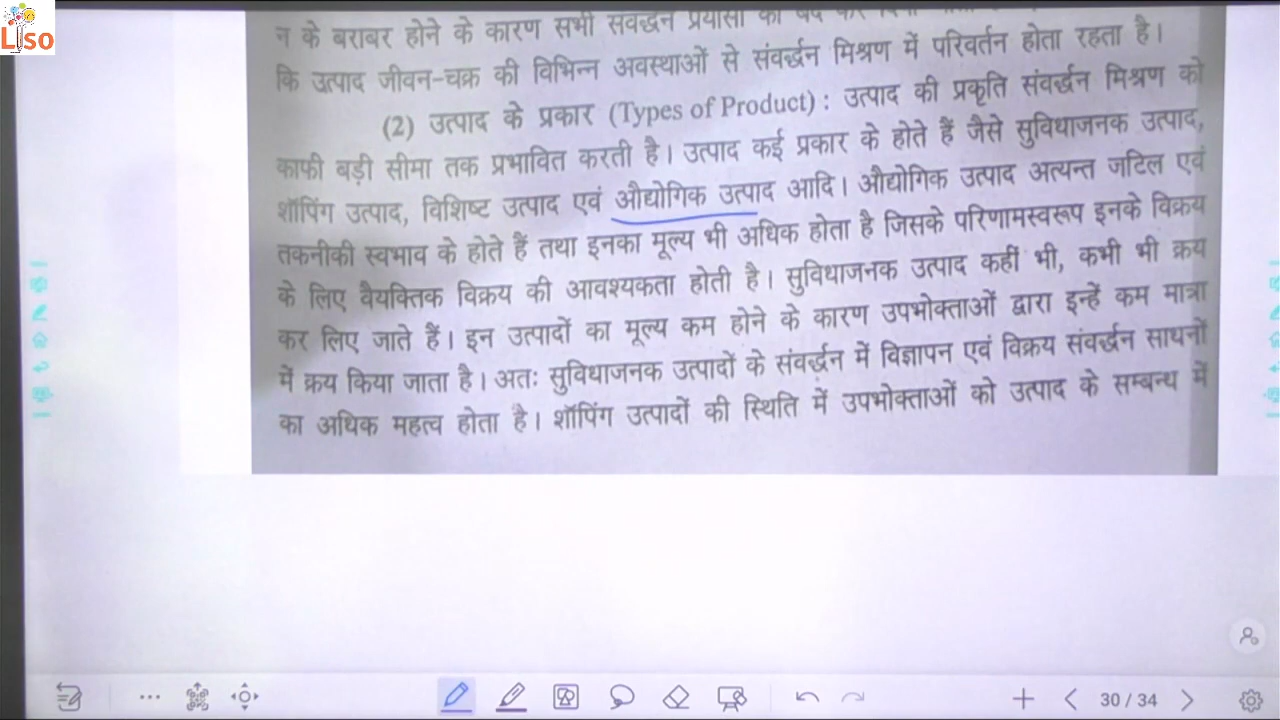 Liso
न के बराबर होने के कारण सभी संवर्द्धन प्रयासों को बंद कर
कि उत्पाद जीवन-चक्र की विभिन्न अवस्थाओं से संवर्द्धन मिश्रण में परिवर्तन होता रहता है।
(2) उत्पाद के प्रकार (Types of Product) : उत्पाद की प्रकृति संवर्द्धन मिश्रण को
काफी बड़ी सीमा तक प्रभावित करती है। उत्पाद कई प्रकार के होते हैं जैसे सुविधाजनक उत्पाद,
शॉपिंग उत्पाद, विशिष्ट उत्पाद एवं औद्योगिक उत्पाद आदि। औद्योगिक उत्पाद अत्यन्त जटिल एवं
तकनीकी स्वभाव के होते हैं तथा इनका मूल्य भी अधिक होता है जिसके परिणामस्वरूप इनके विक्रय
के लिए वैयक्तिक विक्रय की आवश्यकता होती है। सुविधाजनक उत्पाद कहीं भी, कभी भी क्रय
कर लिए जाते हैं। इन उत्पादों का मूल्य कम होने के कारण उपभोक्ताओं द्वारा इन्हें कम मात्रा
में क्रय किया जाता है। अतः सुविधाजनक उत्पादों के संवर्द्धन में विज्ञापन एवं विक्रय संवर्द्धन साधनों
का अधिक महत्व होता है। शॉपिंग उत्पादों की स्थिति में उपभोक्ताओं को उत्पाद के सम्बन्ध में
30 / 34